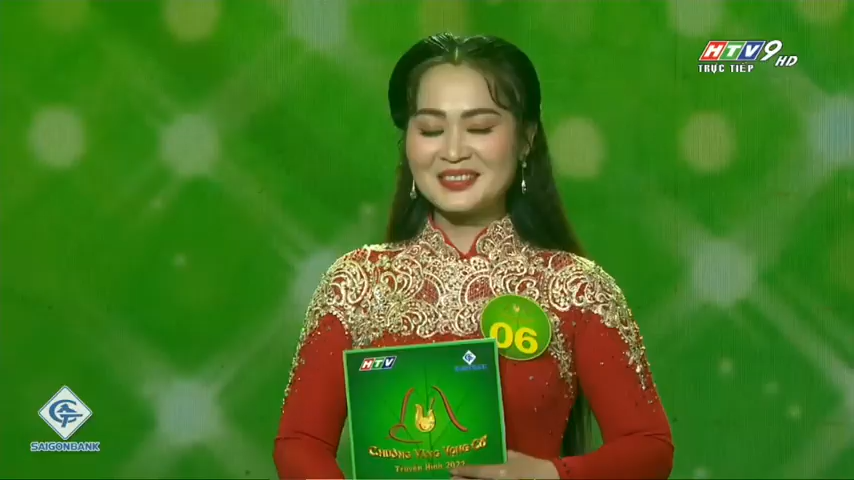 HTV9 HD
TRỰC TIẾP
06
HTV
SAIGONBANK
Chuông Vàng Vọng Cổ
Truyền Hình 2022
SAIGONBANK